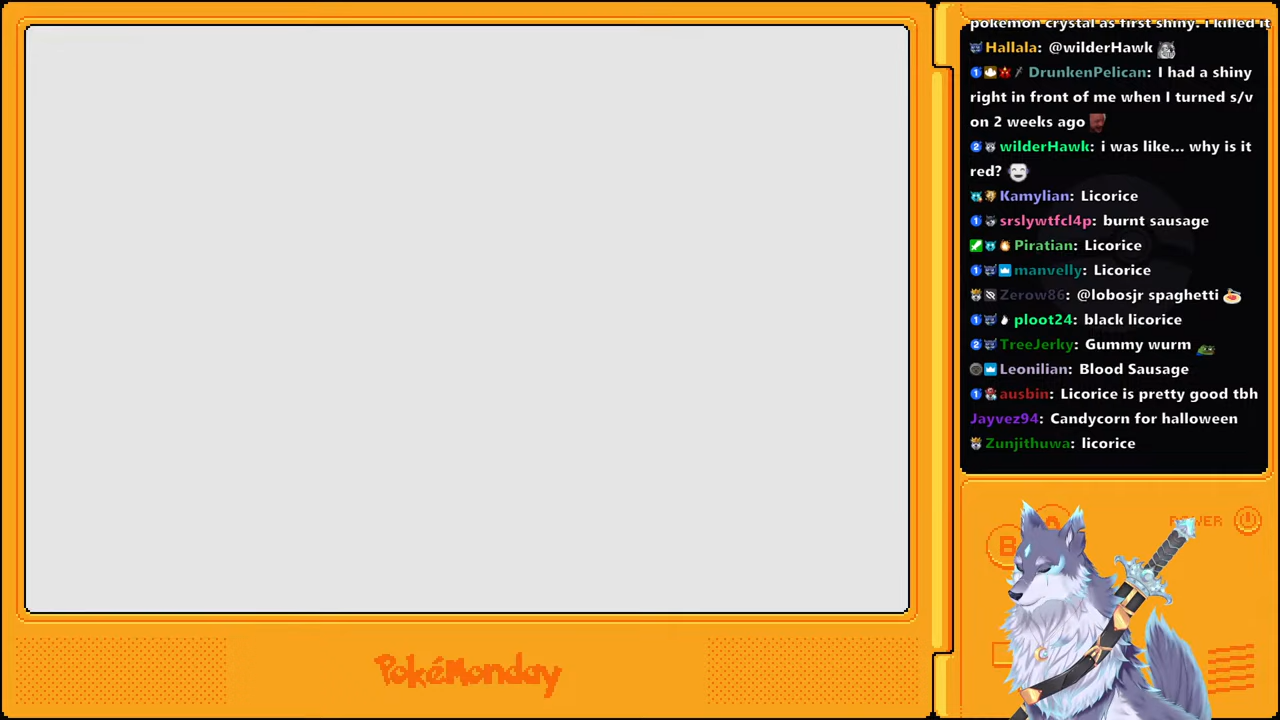 pokemon crystal as first shiny. i killed it
Hallala: @wilderHawk
DrunkenPelican: I had a shiny
right in front of me when I turned s/v
on 2 weeks ago
wilderHawk: i was like... why is it
red?
Kamylian: Licorice
srslywtfcl4p: burnt sausage
Piratian: Licorice
manvelly: Licorice
Zerow86: @lobosjr spaghetti
ploot24: black licorice
TreeJerky: Gummy wurm
Leonilian: Blood Sausage
ausbin: Licorice is pretty good tbh
Jayvez94: Candycorn for halloween
Zunjithuwa: licorice
A
B
POWER
PokéMonday